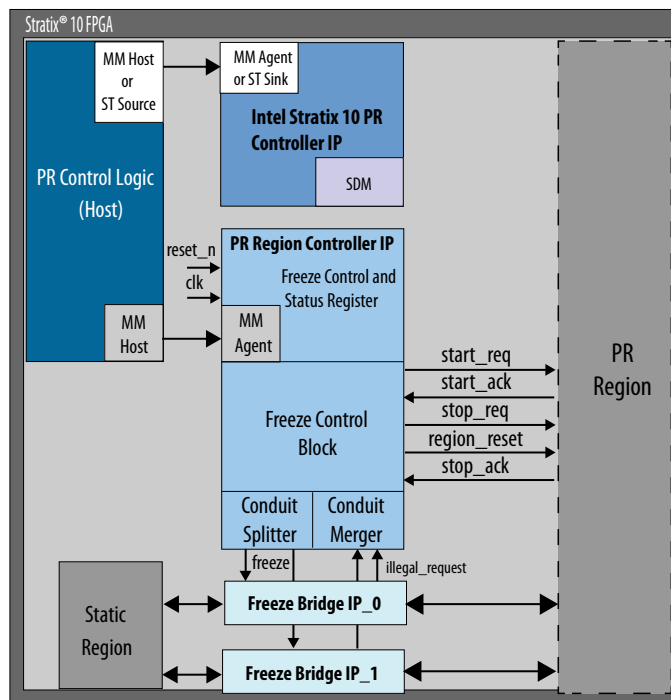 Stratix® 10 FPGA
MM Host
or
ST Source
MM Agent
or ST Sink
Intel Stratix 10 PR
Controller IP
SDM
PR Control Logic
(Host)
PR Region Controller IP
reset_n
Freeze Control and
Status Register
clk
MM
Host
MM
Agent
start_req
start_ack
stop_req
region_reset
stop_ack
PR
Region
Freeze Control
Block
Conduit
Splitter
Conduit
Merger
freeze
illegal_request
Static
Region
Freeze Bridge IP_0
Freeze Bridge IP_1